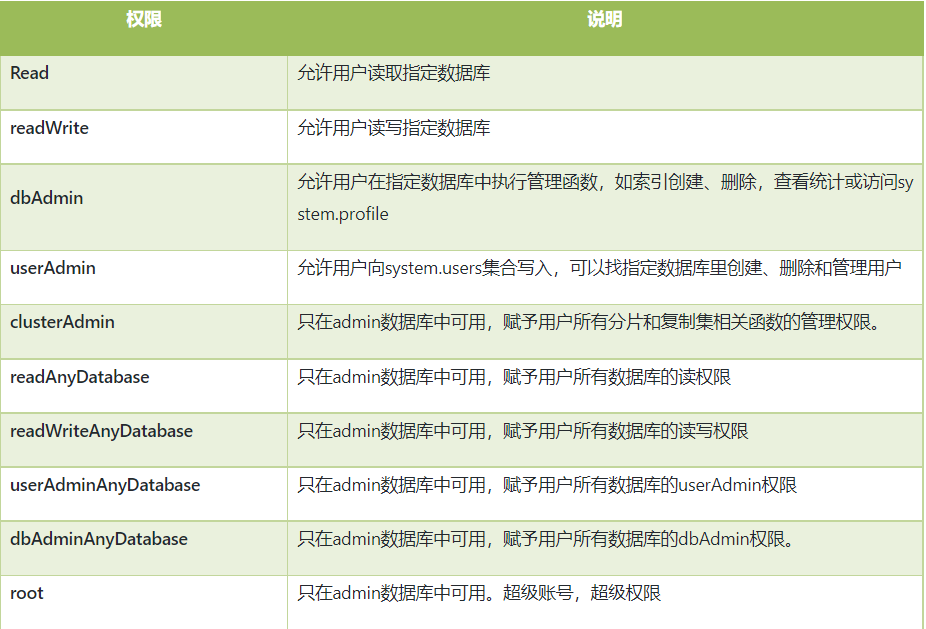 权限 说明
Read 允许用户读取指定数据库
readWrite 允许用户读写指定数据库
dbAdmin 允许用户在指定数据库中执行管理函数，如索引创建、删除，查看统计或访问sy
stem.profile
userAdmin 允许用户向system.users集合写入，可以找指定数据库里创建、删除和管理用户
clusterAdmin 只在admin数据库中可用，赋予用户所有分片和复制集相关函数的管理权限。
readAnyDatabase 只在admin数据库中可用，赋予用户所有数据库的读权限
readWriteAnyDatabase 只在admin数据库中可用，赋予用户所有数据库的读写权限
userAdminAnyDatabase 只在admin数据库中可用，赋予用户所有数据库的userAdmin权限
dbAdminAnyDatabase 只在admin数据库中可用，赋予用户所有数据库的dbAdmin权限。
root 只在admin数据库中可用。超级账号，超级权限